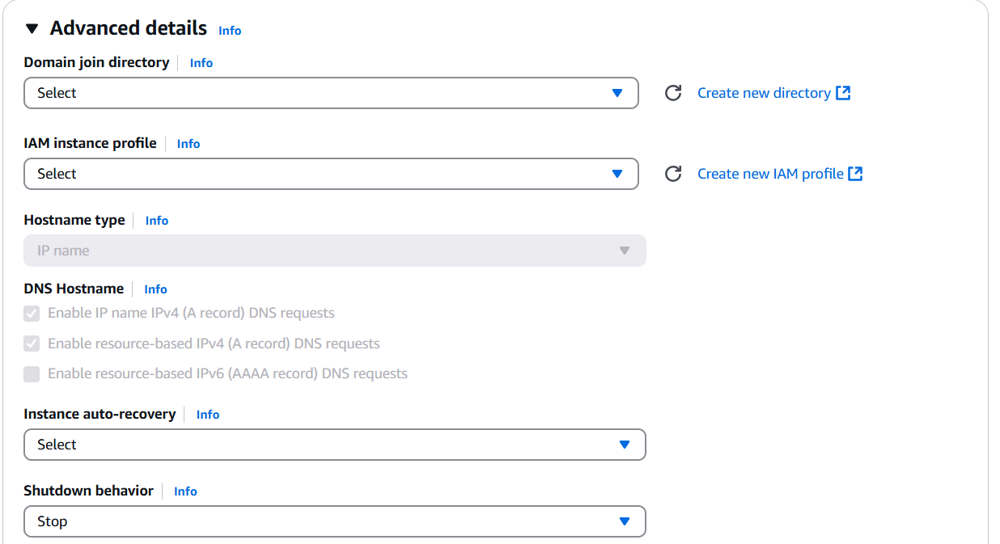 Advanced details Info
Domain join directory Info
Select Create new directory
IAM instance profile Info
Select Create new IAM profile
Hostname type Info
IP name
DNS Hostname Info
Enable IP name IPv4 (A record) DNS requests
Enable resource-based IPv4 (A record) DNS requests
Enable resource-based IPv6 (AAAA record) DNS requests
Instance auto-recovery Info
Select
Shutdown behavior Info
Stop